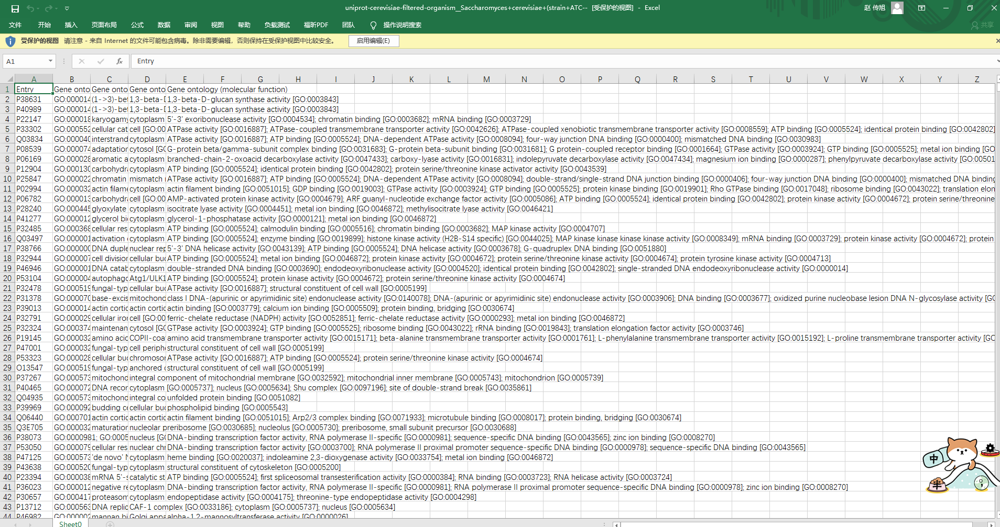 uniprot-cerevisiae-filtered-organism__Saccharomyces+cerevisiae+(strain+ATC-- [受保护的视图] - Excel 赵 传旭
文件 开始 插入 页面布局 公式 数据 审阅 视图 帮助 负载测试 福昕PDF 团队 操作说明搜索 共享
受保护的视图 请注意 - 来自 Internet 的文件可能包含病毒。除非需要编辑，否则保持在受保护视图中比较安全。 启用编辑(E)
A1 fx Entry
A B C D E F G H I J K L M N O P Q R S T U V W X Y Z
1 Entry Gene onto Gene onto Gene onto Gene ontology (molecular function)
2 P38631 GO:000014 (1->3)-bet 1,3-beta-D 1,3-beta-D-glucan synthase activity [GO:0003843]
3 P40989 GO:000014 (1->3)-bet 1,3-beta-D 1,3-beta-D-glucan synthase activity [GO:0003843]
4 P22147 GO:000018 karyogamy cytoplasm 5'-3' exoribonuclease activity [GO:0004534]; chromatin binding [GO:0003682]; mRNA binding [GO:0003729]
5 P33302 GO:000552 cellular cat cell [GO:00 ATPase activity [GO:0016887]; ATPase-coupled transmembrane transporter activity [GO:0042626]; ATPase-coupled xenobiotic transmembrane transporter activity [GO:0008559]; ATP binding [GO:0005524]; identical protein binding [GO:0042802]
6 Q03834 GO:000040 interstrand cytoplasm ATPase activity [GO:0016887]; ATP binding [GO:0005524]; DNA-dependent ATPase activity [GO:0008094]; four-way junction DNA binding [GO:0000400]; mismatched DNA binding [GO:0030983]
7 P08539 GO:000074 adaptation cytosol [GO G-protein beta/gamma-subunit complex binding [GO:0031683]; G-protein beta-subunit binding [GO:0031681]; G protein-coupled receptor binding [GO:0001664]; GTPase activity [GO:0003924]; GTP binding [GO:0005525]; metal ion binding [GO
8 P06169 GO:000028 aromatic a cytoplasm branched-chain-2-oxoacid decarboxylase activity [GO:0047433]; carboxy-lyase activity [GO:0016831]; indolepyruvate decarboxylase activity [GO:0047434]; magnesium ion binding [GO:0000287]; phenylpyruvate decarboxylase activity [GO:00501
9 P12904 GO:000130 carbohydra cytoplasm ATP binding [GO:0005524]; identical protein binding [GO:0042802]; protein serine/threonine kinase activator activity [GO:0043539]
10 P25847 GO:000022 chromatin mismatch r ATPase activity [GO:0016887]; ATP binding [GO:0005524]; DNA-dependent ATPase activity [GO:0008094]; double-strand/single-strand DNA junction binding [GO:0000406]; four-way junction DNA binding [GO:0000400]; mismatched DNA binding
11 P02994 GO:000032 actin filame cytoplasm actin filament binding [GO:0051015]; GDP binding [GO:0019003]; GTPase activity [GO:0003924]; GTP binding [GO:0005525]; protein kinase binding [GO:0019901]; Rho GTPase binding [GO:0017048]; ribosome binding [GO:0043022]; translation elon
12 P06782 GO:000013 carbohydra cell [GO:00 AMP-activated protein kinase activity [GO:0004679]; ARF guanyl-nucleotide exchange factor activity [GO:0005086]; ATP binding [GO:0005524]; identical protein binding [GO:0042802]; protein kinase activity [GO:0004672]; protein serine/threonine
13 P28240 GO:000445 glyoxylate cytoplasm isocitrate lyase activity [GO:0004451]; metal ion binding [GO:0046872]; methylisocitrate lyase activity [GO:0046421]
14 P41277 GO:000012 glycerol bi cytoplasm glycerol-1-phosphatase activity [GO:0000121]; metal ion binding [GO:0046872]
15 P32485 GO:000368 cellular res cytoplasm ATP binding [GO:0005524]; calmodulin binding [GO:0005516]; chromatin binding [GO:0003682]; MAP kinase activity [GO:0004707]
16 Q03497 GO:000001 activation cytoplasm ATP binding [GO:0005524]; enzyme binding [GO:0019899]; histone kinase activity (H2B-S14 specific) [GO:0044025]; MAP kinase kinase kinase kinase activity [GO:0008349]; mRNA binding [GO:0003729]; protein kinase activity [GO:0004672]; protein
17 P38766 GO:000000 DNA duple nuclear rep 5'-3' DNA helicase activity [GO:0043139]; ATP binding [GO:0005524]; DNA helicase activity [GO:0003678]; G-quadruplex DNA binding [GO:0051880]
18 P32944 GO:000007 cell division cellular buc ATP binding [GO:0005524]; metal ion binding [GO:0046872]; protein kinase activity [GO:0004672]; protein serine/threonine kinase activity [GO:0004674]; protein tyrosine kinase activity [GO:0004713]
19 P46946 GO:000001 DNA catab cytoplasm double-stranded DNA binding [GO:0003690]; endodeoxyribonuclease activity [GO:0004520]; identical protein binding [GO:0042802]; single-stranded DNA endodeoxyribonuclease activity [GO:0000014]
20 P53104 GO:000004 autophago Atg1/ULK1 ATP binding [GO:0005524]; protein kinase activity [GO:0004672]; protein serine/threonine kinase activity [GO:0004674]
21 P32478 GO:000519 fungal-typ cellular buc ATPase activity [GO:0016887]; structural constituent of cell wall [GO:0005199]
22 P31378 GO:000070 base-excis mitochond class I DNA-(apurinic or apyrimidinic site) endonuclease activity [GO:0140078]; DNA-(apurinic or apyrimidinic site) endonuclease activity [GO:0003906]; DNA binding [GO:0003677]; oxidized purine nucleobase lesion DNA N-glycosylase activity [GO
23 P39013 GO:000014 actin cortic actin cortic actin binding [GO:0003779]; calcium ion binding [GO:0005509]; protein binding, bridging [GO:0030674]
24 P32791 GO:000029 cellular iror cell [GO:00 ferric-chelate reductase (NADPH) activity [GO:0052851]; ferric-chelate reductase activity [GO:0000293]; metal ion binding [GO:0046872]
25 P32324 GO:000374 maintenan cytosol [GO GTPase activity [GO:0003924]; GTP binding [GO:0005525]; ribosome binding [GO:0043022]; rRNA binding [GO:0019843]; translation elongation factor activity [GO:0003746]
26 P19145 GO:000032 amino acid COPII-coat amino acid transmembrane transporter activity [GO:0015171]; beta-alanine transmembrane transporter activity [GO:0001761]; L-phenylalanine transmembrane transporter activity [GO:0015192]; L-proline transmembrane transporter activity [GO
27 P47001 GO:000032 fungal-typ cell periphe structural constituent of cell wall [GO:0005199]
28 P53323 GO:000028 cellular buc chromosor ATPase activity [GO:0016887]; ATP binding [GO:0005524]; protein serine/threonine kinase activity [GO:0004674]
29 O13547 GO:000519 fungal-typ anchored c structural constituent of cell wall [GO:0005199]
30 P37267 GO:000573 mitochond integral component of mitochondrial membrane [GO:0032592]; mitochondrial inner membrane [GO:0005743]; mitochondrion [GO:0005739]
31 P40465 GO:000072 DNA recor cytoplasm [GO:0005737]; nucleus [GO:0005634]; Shu complex [GO:0097196]; site of double-strand break [GO:0035861]
32 Q04935 GO:000573 mitochond integral co unfolded protein binding [GO:0051082]
33 P39969 GO:000092 budding ce cellular buc phospholipid binding [GO:0005543]
34 Q06440 GO:000701 actin cortic actin cortic actin filament binding [GO:0051015]; Arp2/3 complex binding [GO:0071933]; microtubule binding [GO:0008017]; protein binding, bridging [GO:0030674]
35 Q3E705 GO:000032 maturation nucleolar preribosome [GO:0030685]; nucleolus [GO:0005730]; preribosome, small subunit precursor [GO:0030688]
36 P38073 GO:0000981; GO:0005 nucleus [GO DNA-binding transcription factor activity, RNA polymerase II-specific [GO:0000981]; sequence-specific DNA binding [GO:0043565]; zinc ion binding [GO:0008270]
37 P53050 GO:000079 cellular res nuclear chr DNA-binding transcription factor activity [GO:0003700]; RNA polymerase II proximal promoter sequence-specific DNA binding [GO:0000978]; sequence-specific DNA binding [GO:0043565]
38 P47125 GO:000573 'de novo' N cytoplasm heme binding [GO:0020037]; indoleamine 2,3-dioxygenase activity [GO:0033754]; metal ion binding [GO:0046872]
39 P43638 GO:000520 fungal-typ cytoplasm structural constituent of cytoskeleton [GO:0005200]
40 P23394 GO:000038 mRNA 5'-s catalytic st ATP binding [GO:0005524]; first spliceosomal transesterification activity [GO:0000384]; RNA binding [GO:0003723]; RNA helicase activity [GO:0003724]
41 P36023 GO:000012 negative re cytoplasm DNA-binding transcription factor activity, RNA polymerase II-specific [GO:0000981]; RNA polymerase II proximal promoter sequence-specific DNA binding [GO:0000978]; zinc ion binding [GO:0008270]
42 P30657 GO:000417 proteasom cytoplasm endopeptidase activity [GO:0004175]; threonine-type endopeptidase activity [GO:0004298]
43 P13712 GO:000563 DNA replic CAF-1 complex [GO:0033186]; cytoplasm [GO:0005737]; nucleus [GO:0005634]
44 P46982 GO:000002 mannan bi Golgi appa alpha-1,2-mannosyltransferase activity [GO:0000026]
中
半
Sheet0